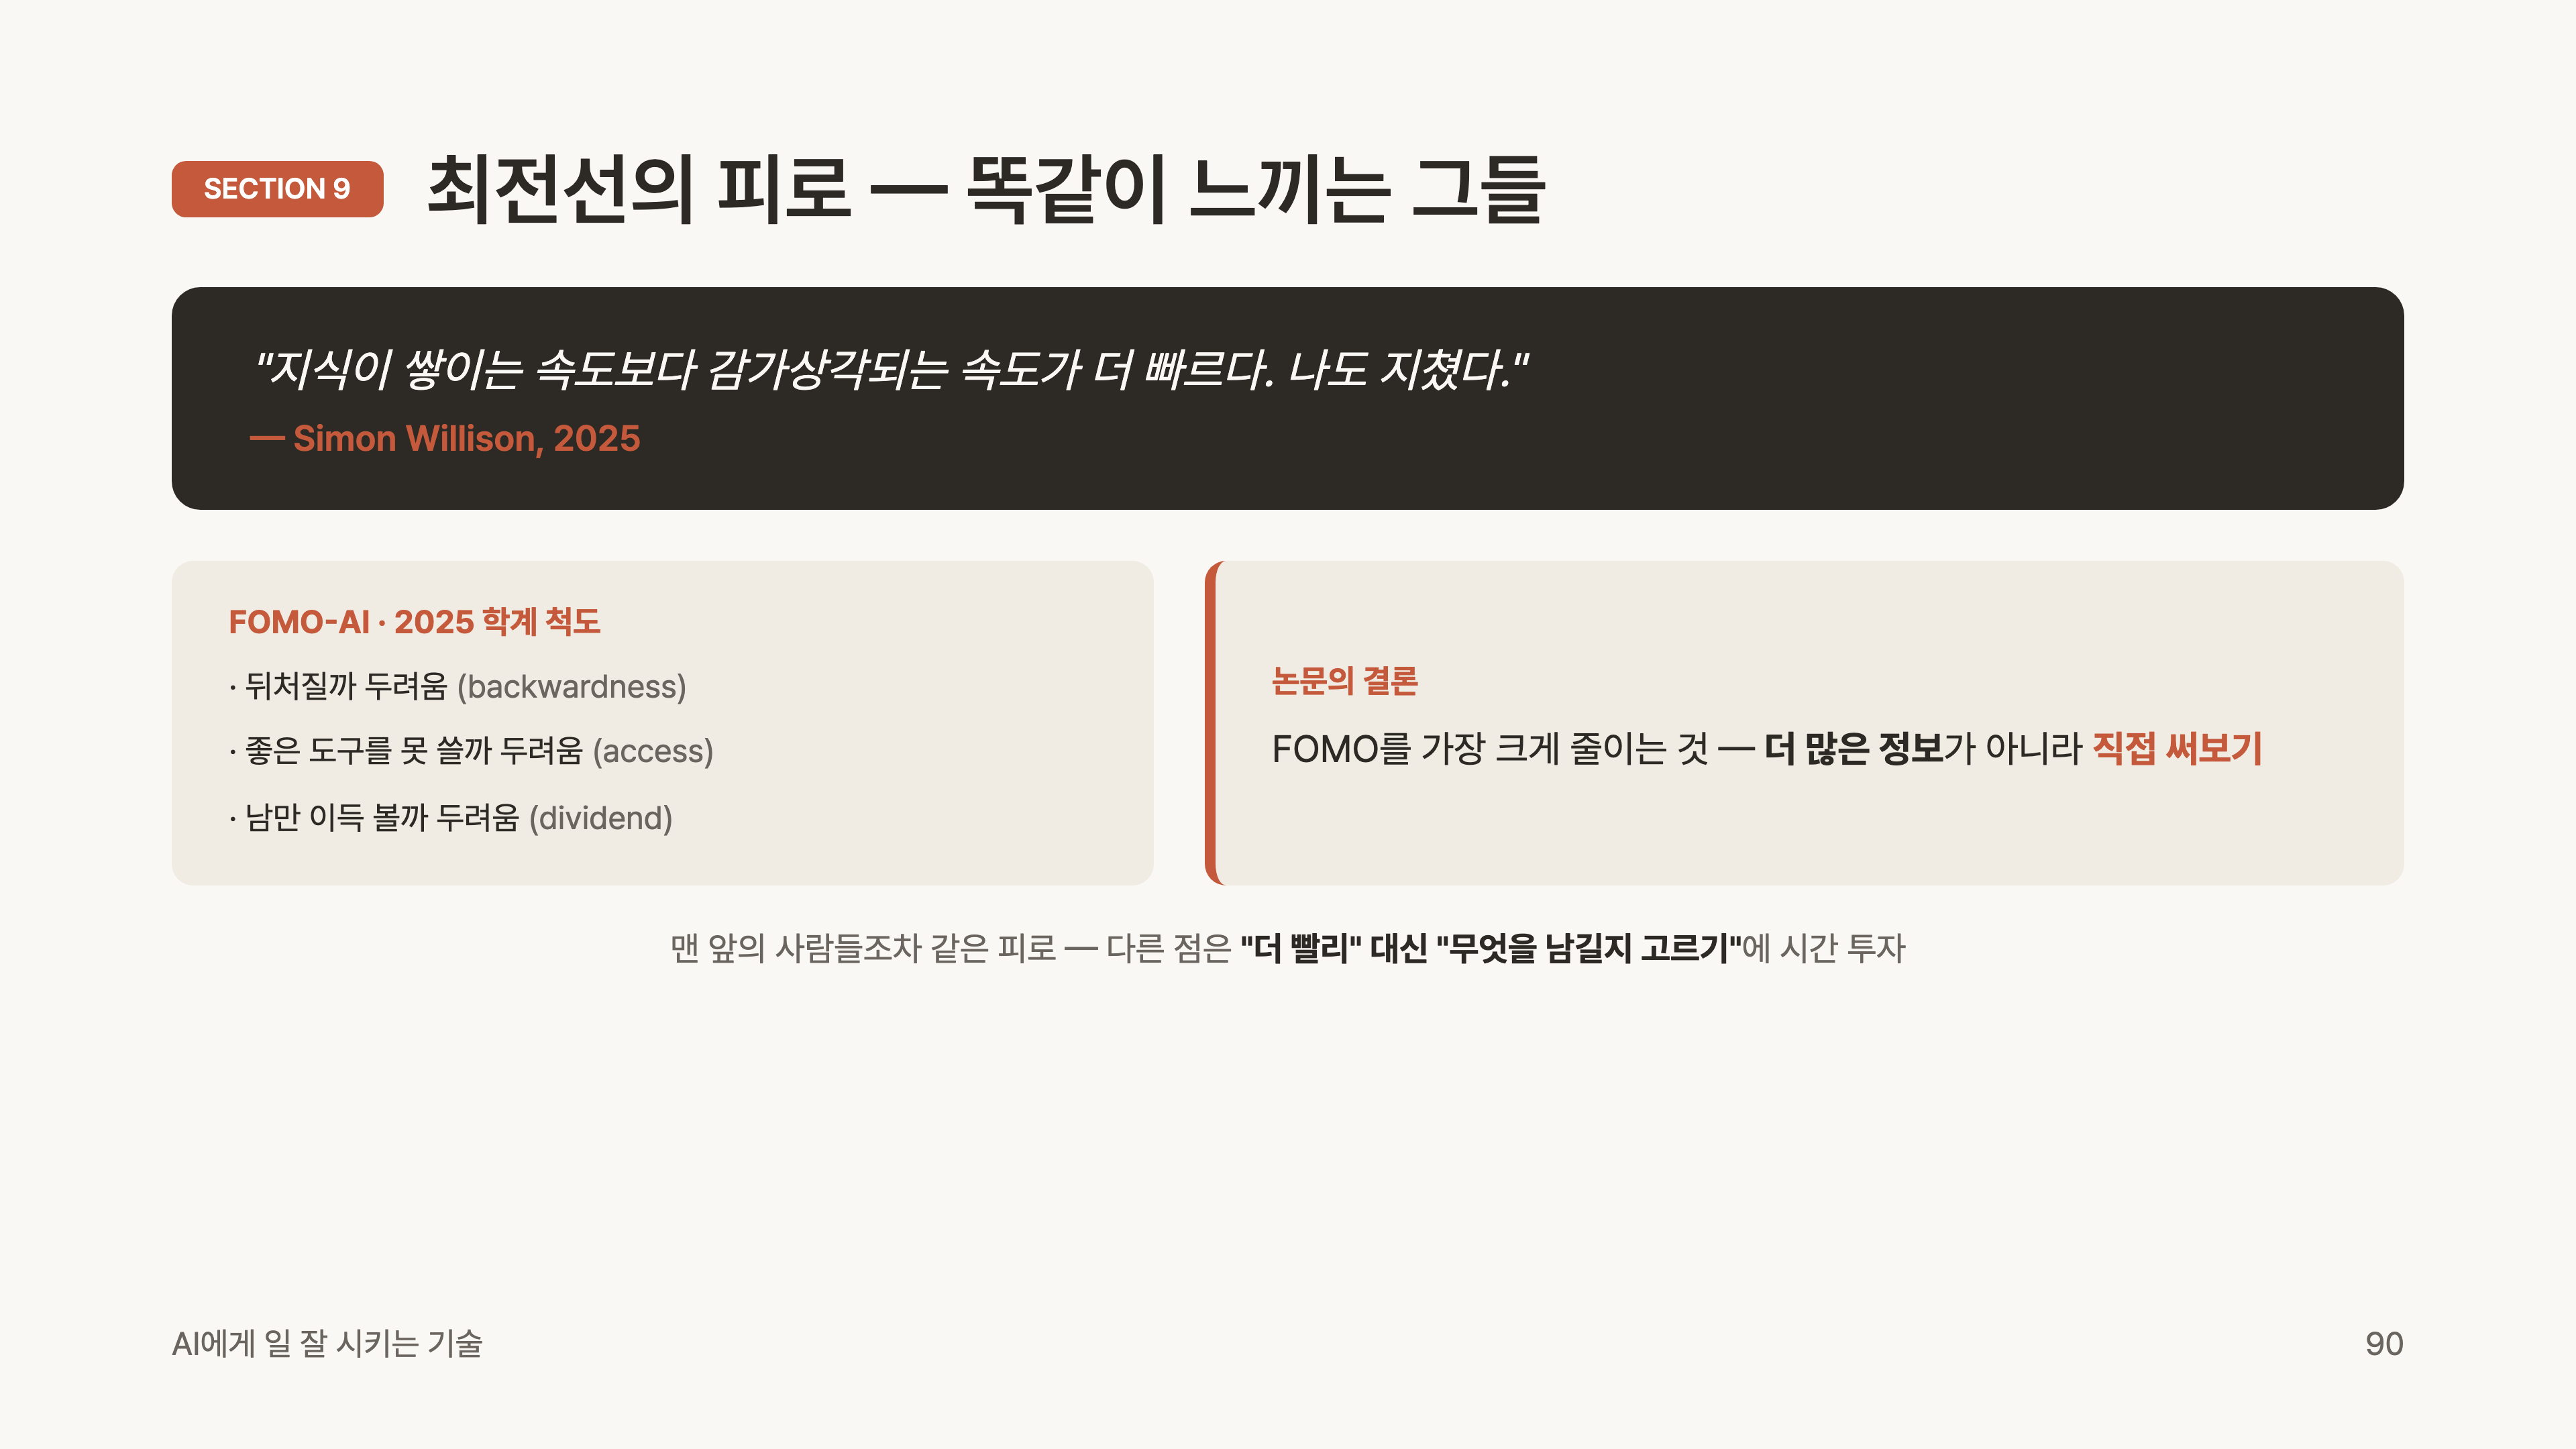 SECTION 9
최전선의 피로 — 똑같이 느끼는 그들
"지식이 쌓이는 속도보다 감가상각되는 속도가 더 빠르다. 나도 지쳤다."
— Simon Willison, 2025
FOMO-AI · 2025 학계 척도
· 뒤처질까 두려움 (backwardness)
· 좋은 도구를 못 쓸까 두려움 (access)
· 남만 이득 볼까 두려움 (dividend)
논문의 결론
FOMO를 가장 크게 줄이는 것 — 더 많은 정보가 아니라 직접 써보기
맨 앞의 사람들조차 같은 피로 — 다른 점은 "더 빨리" 대신 "무엇을 남길지 고르기"에 시간 투자
AI에게 일 잘 시키는 기술
90